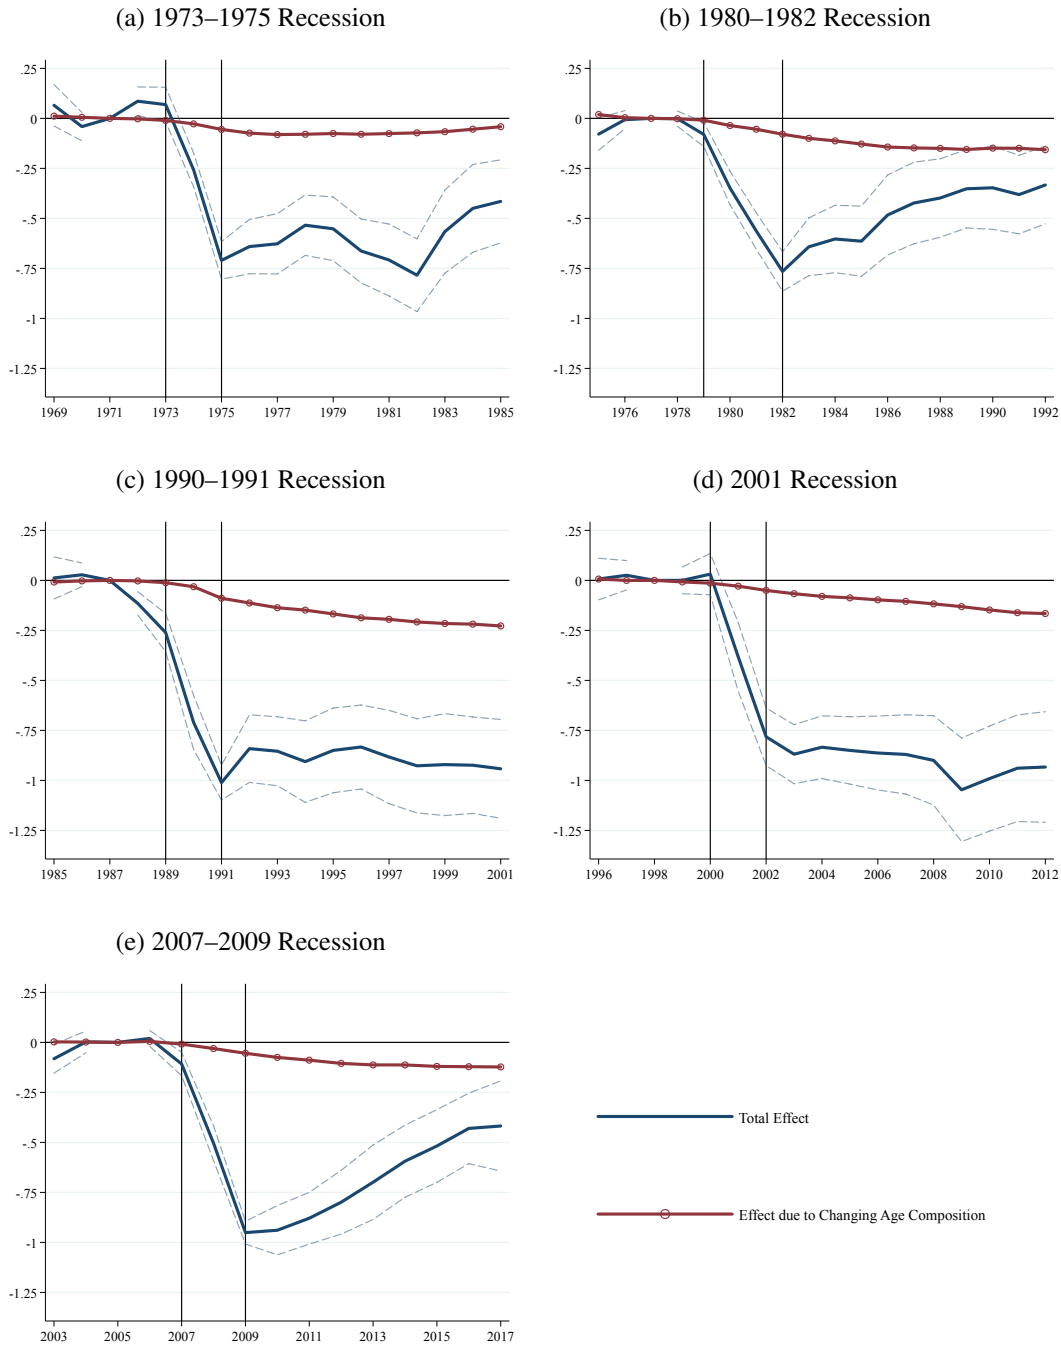 (a) 1973–1975 Recession
.25
0
-.25
-.5
-.75
-1
-1.25
1969 1971 1973 1975 1977 1979 1981 1983 1985
(b) 1980–1982 Recession
.25
0
-.25
-.5
-.75
-1
-1.25
1976 1978 1980 1982 1984 1986 1988 1990 1992
(c) 1990–1991 Recession
.25
0
-.25
-.5
-.75
-1
-1.25
1985 1987 1989 1991 1993 1995 1997 1999 2001
(d) 2001 Recession
.25
0
-.25
-.5
-.75
-1
-1.25
1996 1998 2000 2002 2004 2006 2008 2010 2012
(e) 2007–2009 Recession
.25
0
-.25
-.5
-.75
-1
-1.25
2003 2005 2007 2009 2011 2013 2015 2017
Total Effect
Effect due to Changing Age Composition